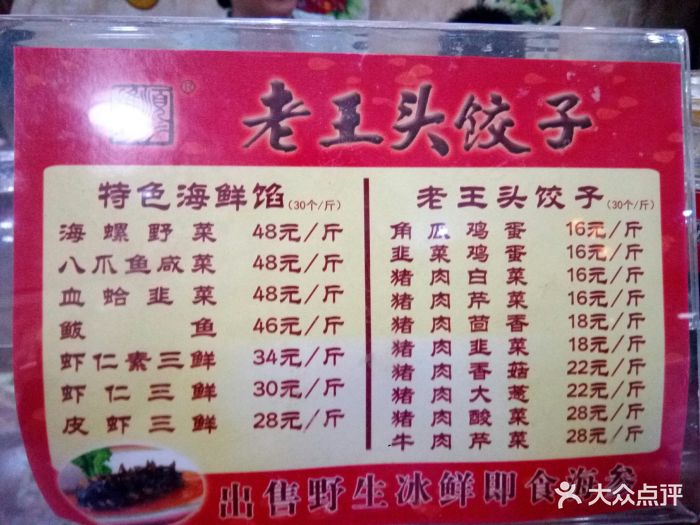 ®
老王头饺子
特色海鲜馅(30个/斤)
海螺野菜 48元/斤
八爪鱼咸菜 48元/斤
血蛤韭菜 48元/斤
鲅鱼 46元/斤
虾仁素三鲜 34元/斤
虾仁三鲜 30元/斤
皮虾三鲜 28元/斤
老王头饺子(30个/斤)
角瓜鸡蛋 16元/斤
韭菜鸡蛋 16元/斤
猪肉白菜 16元/斤
猪肉芹菜 16元/斤
猪肉茴香 18元/斤
猪肉韭菜 18元/斤
猪肉香菇 22元/斤
猪肉大葱 22元/斤
猪肉酸菜 28元/斤
牛肉芹菜 28元/斤
出售野生冰鲜即食海参
大众点评